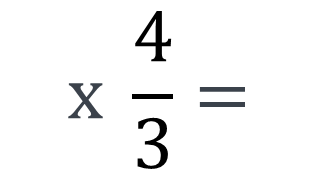 x 4/3 =